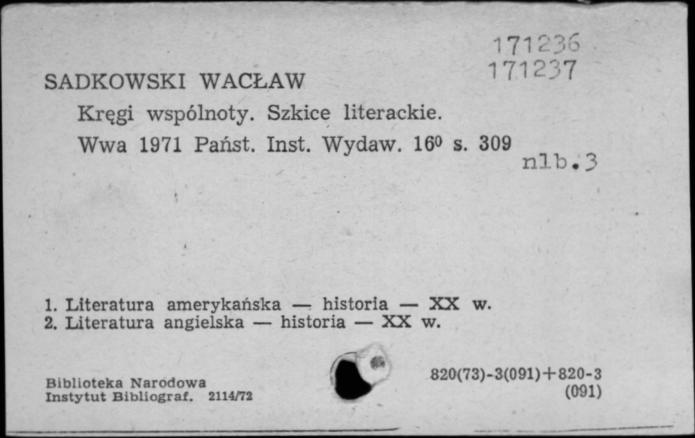 171236
171237
SADKOWSKI WACŁAW
Kręgi wspólnoty. Szkice literackie.
Wwa 1971 Państ. Inst. Wydaw. 16⁰ s. 309
nlb.3
1. Literatura amerykańska — historia — XX w.
2. Literatura angielska — historia — XX w.
Biblioteka Narodowa
Instytut Bibliograf. 2114/72
820(73)-3(091)+820-3
(091)